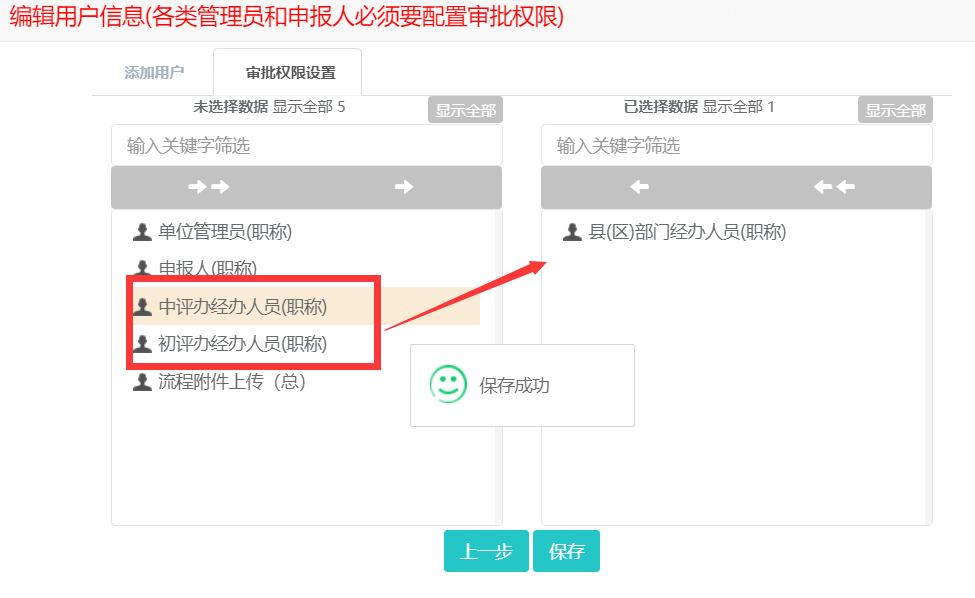 编辑用户信息(各类管理员和申报人必须要配置审批权限)
添加用户 审批权限设置
未选择数据 显示全部 5 显示全部
已选择数据 显示全部 1 显示全部
输入关键字筛选
输入关键字筛选
单位管理员(职称)
申报人(职称)
中评办经办人员(职称)
初评办经办人员(职称)
流程附件上传（总）
县(区)部门经办人员(职称)
保存成功
上一步 保存